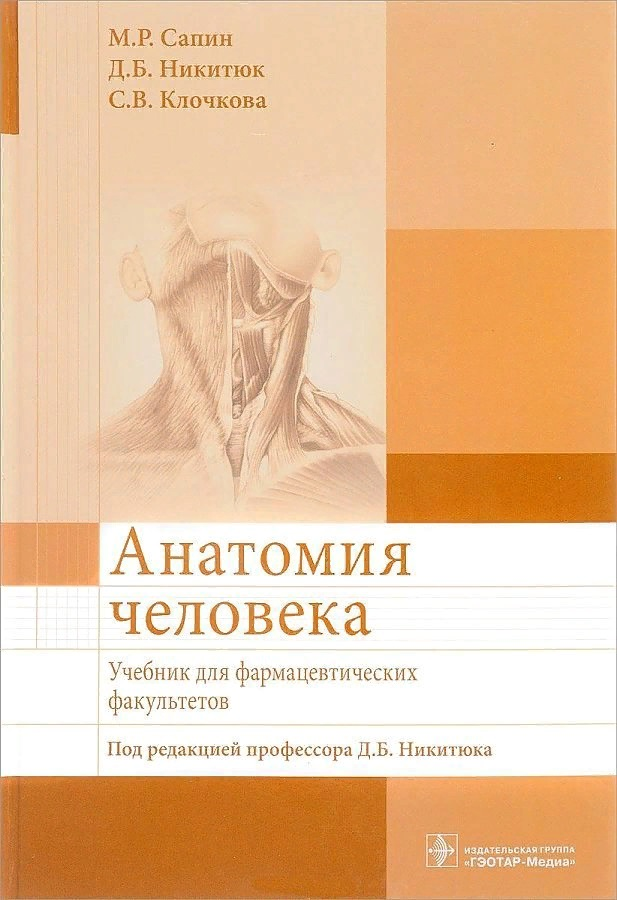 М.Р. Сапин
Д.Б. Никитюк
С.В. Клочкова
Анатомия
человека
Учебник для фармацевтических
факультетов
Под редакцией профессора Д.Б. Никитюка
ИЗДАТЕЛЬСКАЯ ГРУППА
«ГЭОТАР-Медиа»